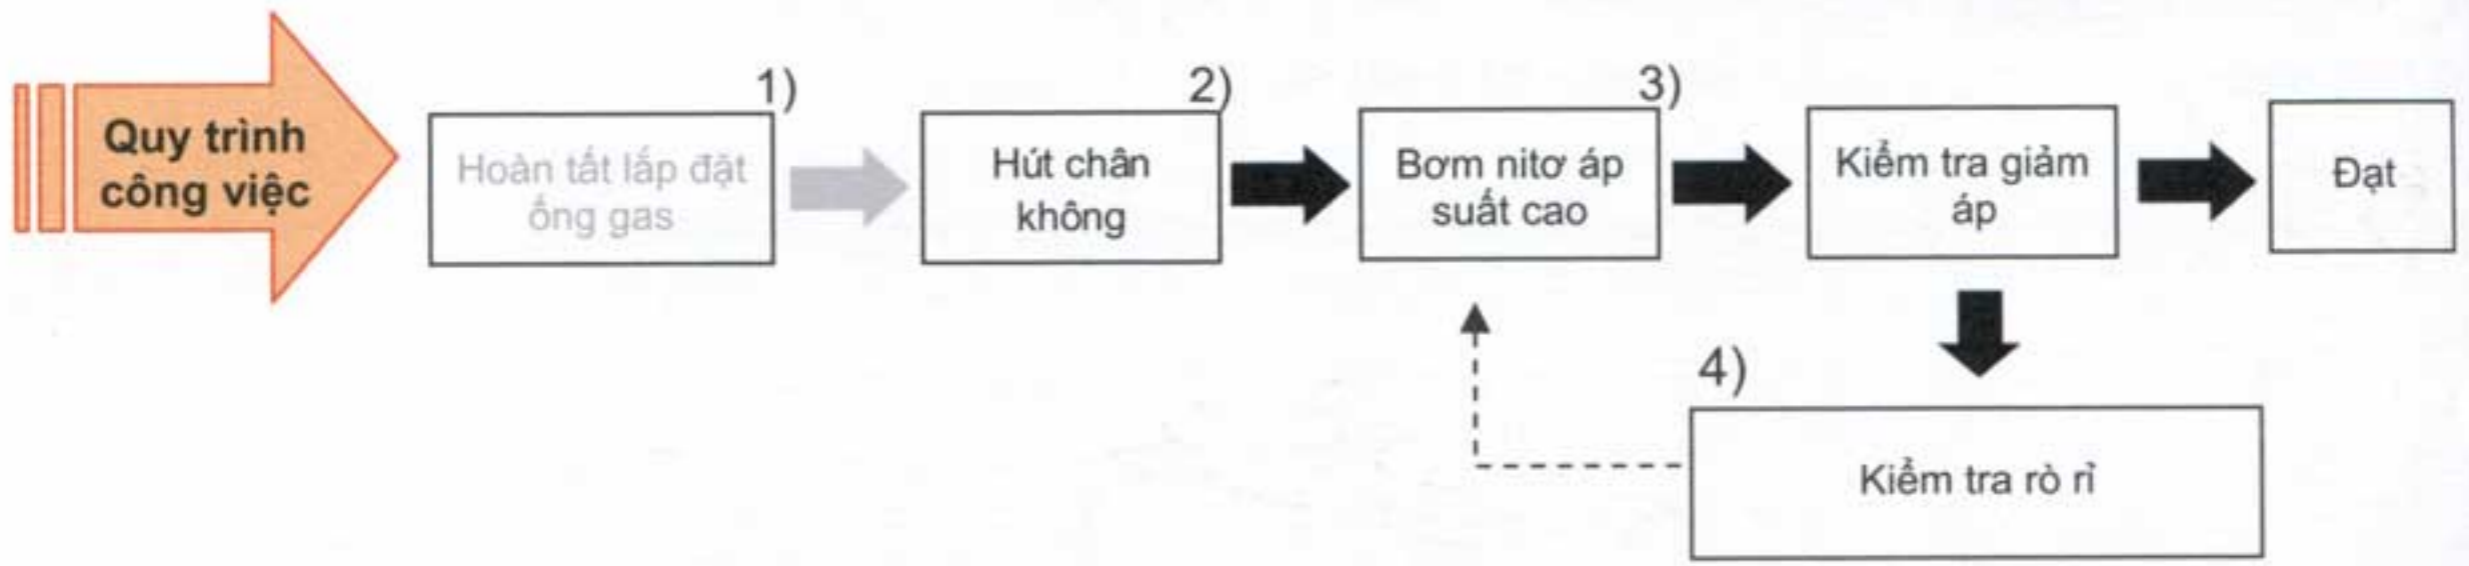 Quy trình
công việc
1)
Hoàn tất lắp đặt
ống gas
2)
Hút chân
không
3)
Bơm nitơ áp
suất cao
Kiểm tra giảm
áp
Đạt
4)
Kiểm tra rò rỉ